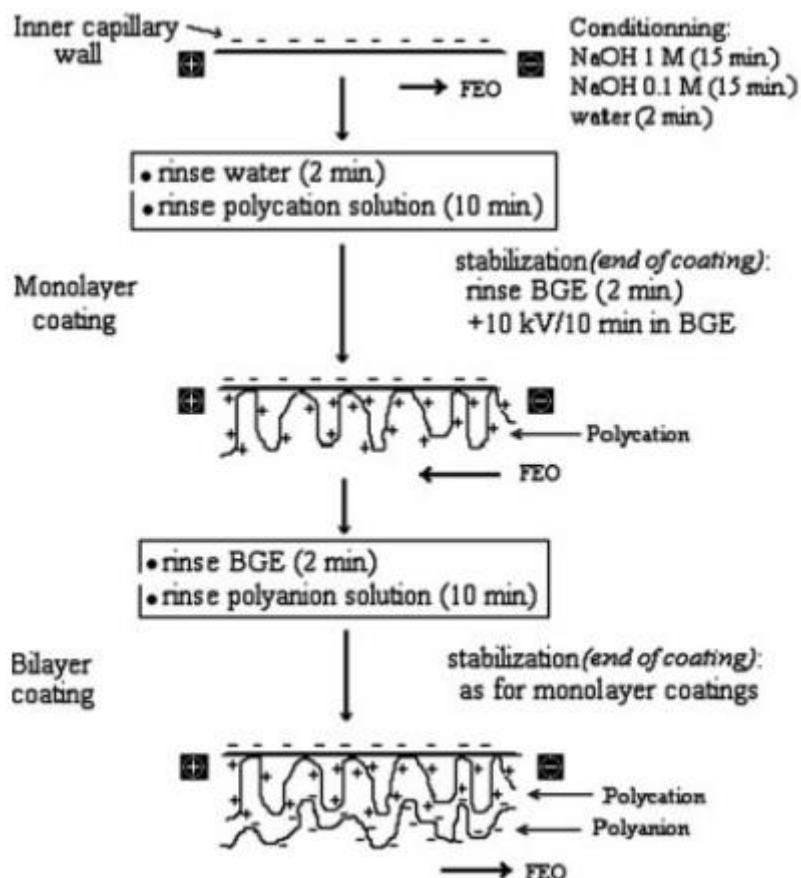 Inner capillary
wall
Conditionning:
NaOH 1 M (15 min.)
NaOH 0.1 M (15 min.)
water (2 min.)
FEO
• rinse water (2 min.)
• rinse polycation solution (10 min.)
Monolayer
coating
stabilization (end of coating):
rinse BGE (2 min.)
+10 kV/10 min in BGE
Polycation
FEO
• rinse BGE (2 min.)
• rinse polyanion solution (10 min.)
Bilayer
coating
stabilization (end of coating):
as for monolayer coatings
Polycation
Polyanion
FEO